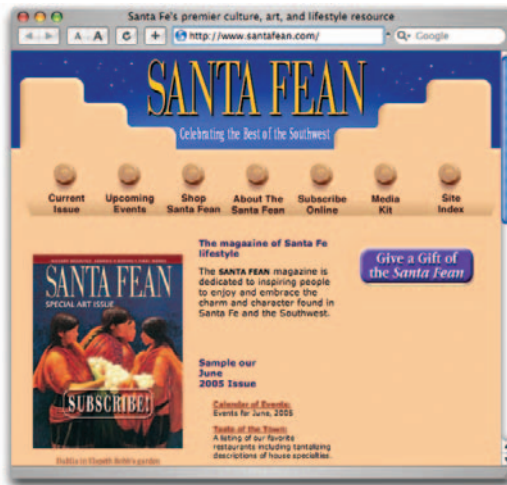 Santa Fe's premier culture, art, and lifestyle resource
A A + http://www.santafean.com/ Q Google
SANTA FEAN
Celebrating the Best of the Southwest
Current Issue
Upcoming Events
Shop Santa Fean
About The Santa Fean
Subscribe Online
Media Kit
Site Index
SANTA FEAN
SPECIAL ART ISSUE
SUBSCRIBE!
The magazine of Santa Fe
lifestyle
The SANTA FEAN magazine is
dedicated to inspiring people
to enjoy and embrace the
charm and character found in
Santa Fe and the Southwest.
Give a Gift of
the Santa Fean
Sample our
June
2005 Issue
Calendar of Events:
Events for June, 2005
Taste of the Town:
A listing of our favorite
restaurants including tantalizing
descriptions of house specialties.